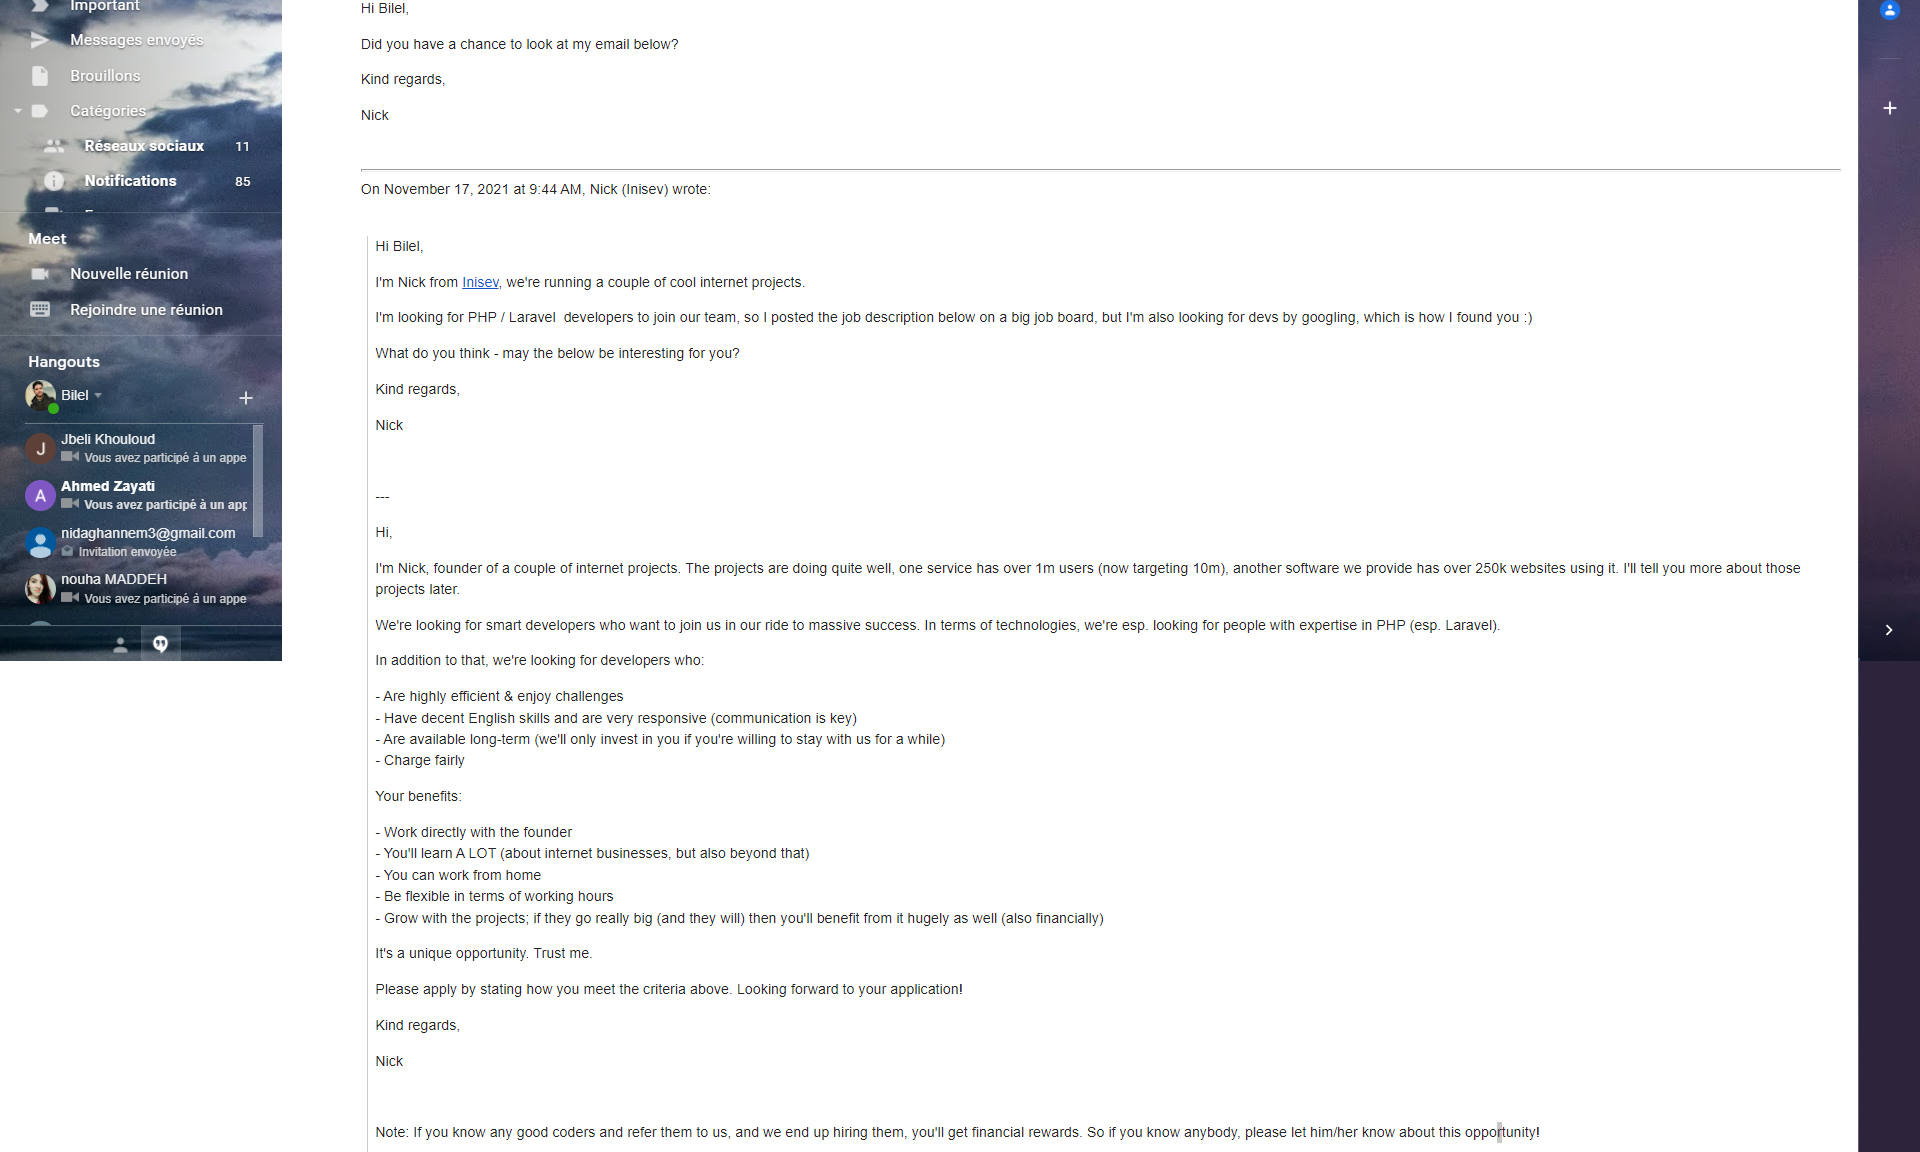 Important
Messages envoyés
Brouillons
Catégories
Réseaux sociaux 11
Notifications 85
Meet
Nouvelle réunion
Rejoindre une réunion
Hangouts
Bilel
J
Jbeli Khouloud
Vous avez participé à un appe
A
Ahmed Zayati
Vous avez participé à un app
nidaghannem3@gmail.com
Invitation envoyée
nouha MADDEH
Vous avez participé à un appe
Hi Bilel,
Did you have a chance to look at my email below?
Kind regards,
Nick
On November 17, 2021 at 9:44 AM, Nick (Inisev) wrote:
Hi Bilel,
I'm Nick from Inisev, we're running a couple of cool internet projects.
I'm looking for PHP / Laravel  developers to join our team, so I posted the job description below on a big job board, but I'm also looking for devs by googling, which is how I found you :)
What do you think - may the below be interesting for you?
Kind regards,
Nick
---
Hi,
I'm Nick, founder of a couple of internet projects. The projects are doing quite well, one service has over 1m users (now targeting 10m), another software we provide has over 250k websites using it. I'll tell you more about those
projects later.
We're looking for smart developers who want to join us in our ride to massive success. In terms of technologies, we're esp. looking for people with expertise in PHP (esp. Laravel).
In addition to that, we're looking for developers who:
- Are highly efficient & enjoy challenges
- Have decent English skills and are very responsive (communication is key)
- Are available long-term (we'll only invest in you if you're willing to stay with us for a while)
- Charge fairly
Your benefits:
- Work directly with the founder
- You'll learn A LOT (about internet businesses, but also beyond that)
- You can work from home
- Be flexible in terms of working hours
- Grow with the projects; if they go really big (and they will) then you'll benefit from it hugely as well (also financially)
It's a unique opportunity. Trust me.
Please apply by stating how you meet the criteria above. Looking forward to your application!
Kind regards,
Nick
Note: If you know any good coders and refer them to us, and we end up hiring them, you'll get financial rewards. So if you know anybody, please let him/her know about this opportunity!